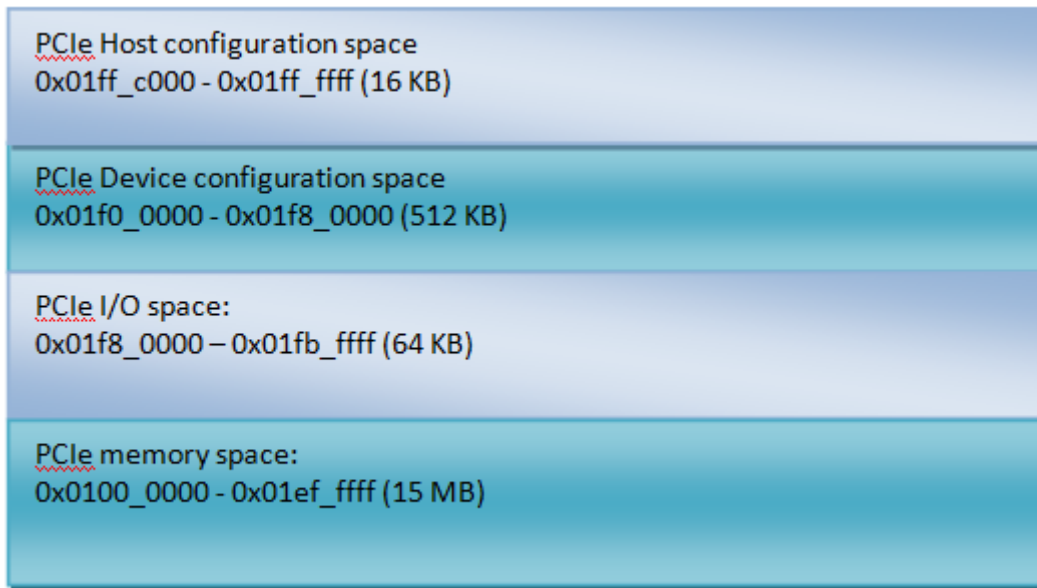 PCIe Host configuration space
0x01ff_c000 - 0x01ff_ffff (16 KB)
PCIe Device configuration space
0x01f0_0000 - 0x01f8_0000 (512 KB)
PCIe I/O space:
0x01f8_0000 – 0x01fb_ffff (64 KB)
PCIe memory space:
0x0100_0000 - 0x01ef_ffff (15 MB)